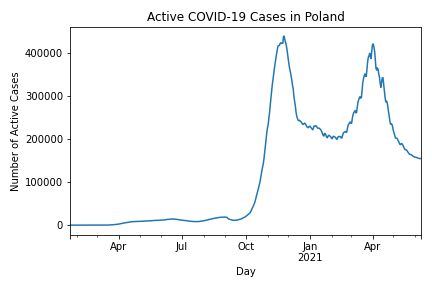 Active COVID-19 Cases in Poland
Number of Active Cases
400000
300000
200000
100000
0
Apr
Jul
Oct
Jan
2021
Apr
Day